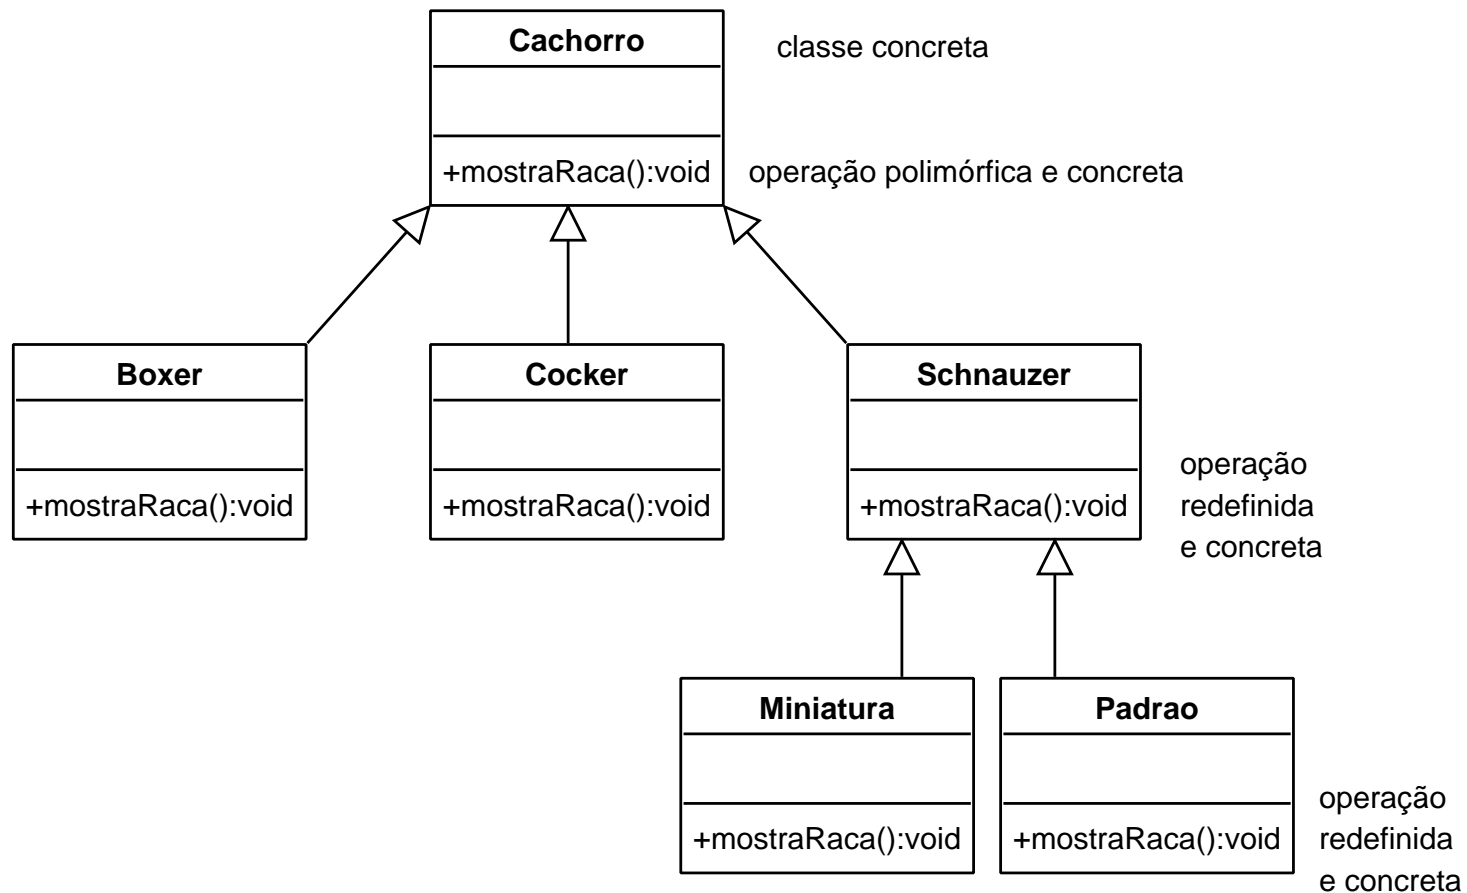 Cachorro
classe concreta
+mostraRaca():void
operação polimórfica e concreta
Boxer
+mostraRaca():void
Cocker
+mostraRaca():void
Schnauzer
+mostraRaca():void
operação
redefinida
e concreta
Miniatura
+mostraRaca():void
Padrao
+mostraRaca():void
operação
redefinida
e concreta